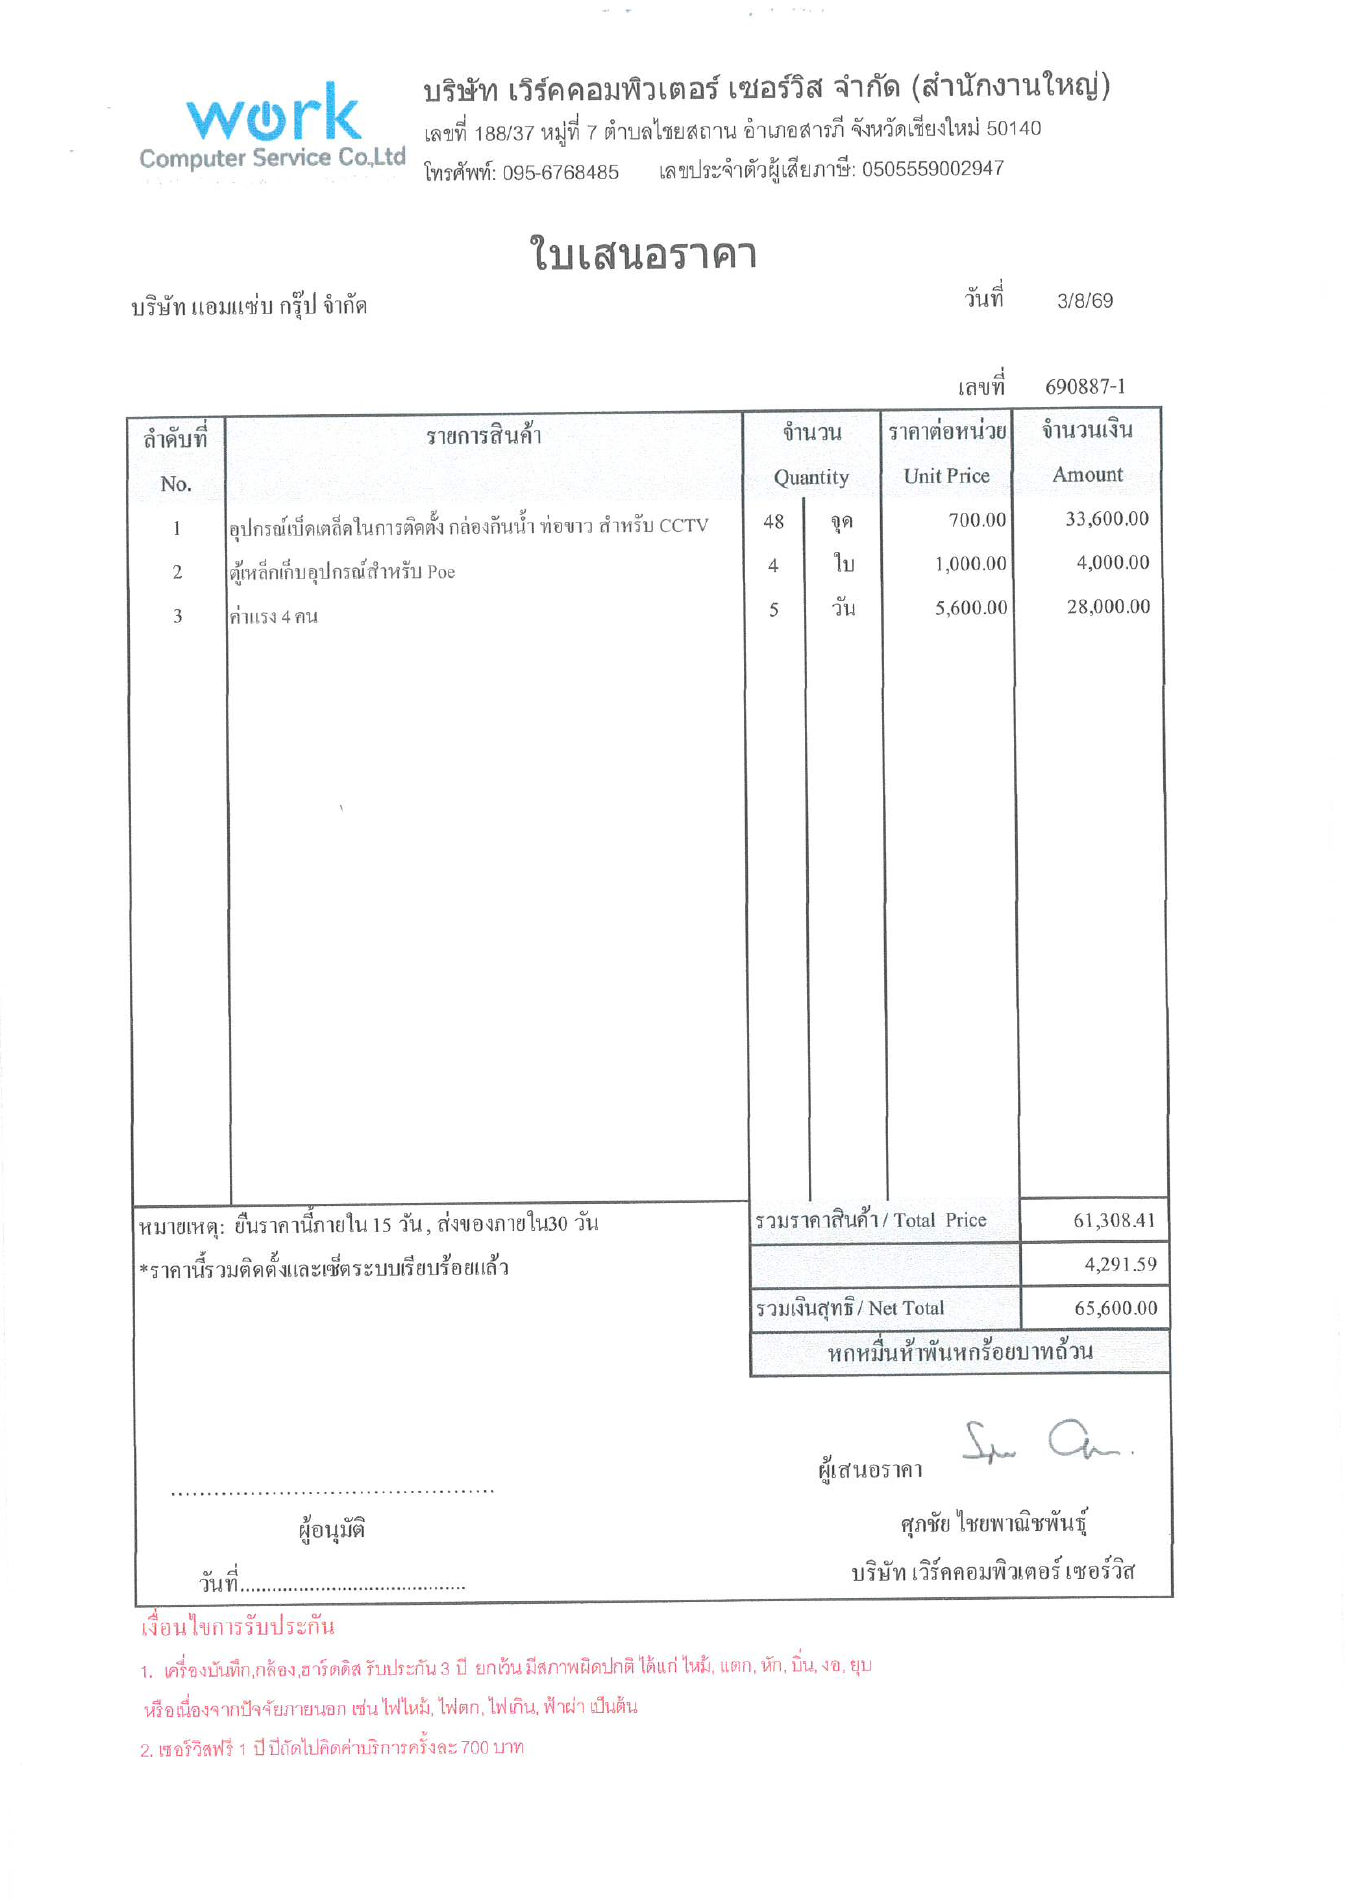 work
Computer Service Co.,Ltd
บริษัท เวิร์คคอมพิวเตอร์ เซอร์วิส จำกัด (สำนักงานใหญ่)
เลขที่ 188/37 หมู่ที่ 7 ตำบลไชยสถาน อำเภอสารภี จังหวัดเชียงใหม่ 50140
โทรศัพท์: 095-6768485 เลขประจำตัวผู้เสียภาษี: 0505559002947
ใบเสนอราคา
บริษัท แอมแซ่บ กรุ๊ป จำกัด วันที่ 3/8/69
เลขที่ 690887-1
ลำดับที่ รายการสินค้า จำนวน ราคาต่อหน่วย จำนวนเงิน
No. Quantity Unit Price Amount
1 อุปกรณ์เบ็ดเตล็ดในการติดตั้ง กล่องกันน้ำ ท่อขาว สำหรับ CCTV 48 จุด 700.00 33,600.00
2 ตู้เหล็กเก็บอุปกรณ์สำหรับ Poe 4 ใบ 1,000.00 4,000.00
3 ค่าแรง 4 คน 5 วัน 5,600.00 28,000.00
หมายเหตุ: ยืนราคานี้ภายใน 15 วัน , ส่งของภายใน30 วัน รวมราคาสินค้า / Total Price 61,308.41
*ราคานี้รวมติดตั้งและเซ็ตระบบเรียบร้อยแล้ว 4,291.59
รวมเงินสุทธิ / Net Total 65,600.00
หกหมื่นห้าพันหกร้อยบาทถ้วน
ผู้เสนอราคา
ผู้อนุมัติ ศุภชัย ไชยพาณิชพันธุ์
วันที่.......................................... บริษัท เวิร์คคอมพิวเตอร์ เซอร์วิส
เงื่อนไขการรับประกัน
1. เครื่องบันทึก,กล้อง,ฮาร์ดดิส รับประกัน 3 ปี ยกเว้น มีสภาพผิดปกติ ได้แก่ ไหม้, แตก, หัก, บิ่น, งอ, ยุบ
หรือเนื่องจากปัจจัยภายนอก เช่น ไฟไหม้, ไฟตก, ไฟเกิน, ฟ้าผ่า เป็นต้น
2. เซอร์วิสฟรี 1 ปี ปีถัดไปคิดค่าบริการครั้งละ 700 บาท